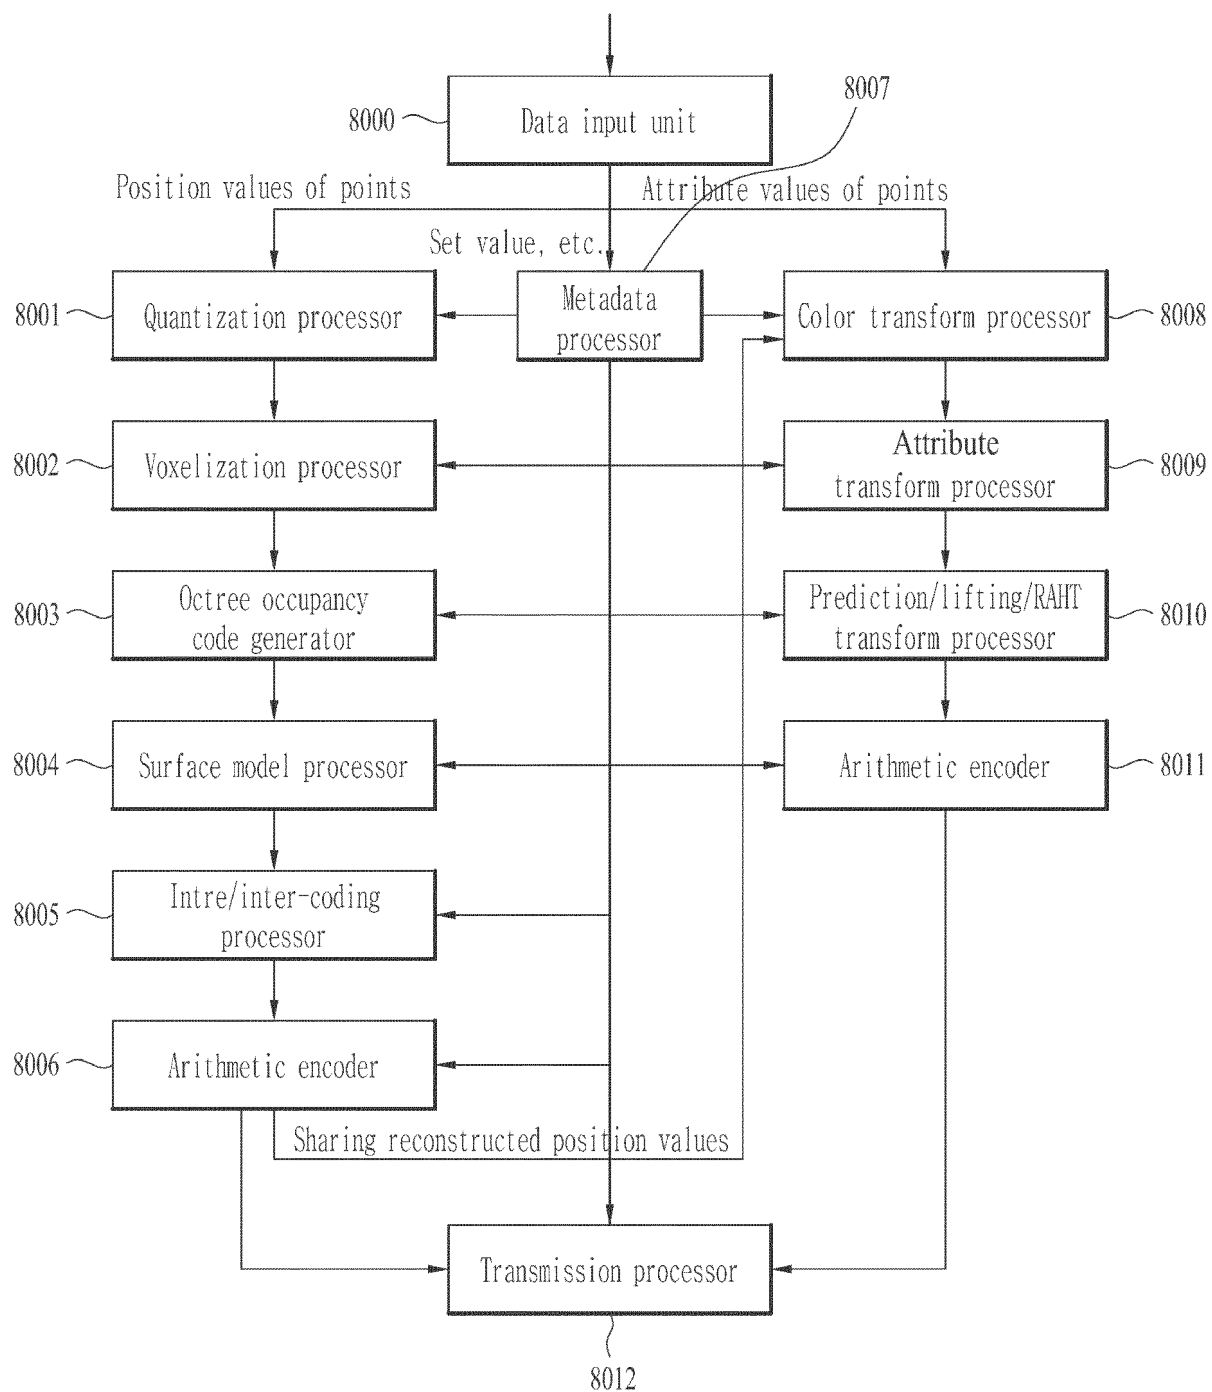 8007
8000
Data input unit
Position values of points
Attribute values of points
Set value, etc.
8001
Quantization processor
Metadata
processor
Color transform processor
8008
8002
Voxelization processor
Attribute
transform processor
8009
8003
Octree occupancy
code generator
Prediction/lifting/RAHT
transform processor
8010
8004
Surface model processor
Arithmetic encoder
8011
8005
Intre/inter-coding
processor
8006
Arithmetic encoder
Sharing reconstructed position values
Transmission processor
8012